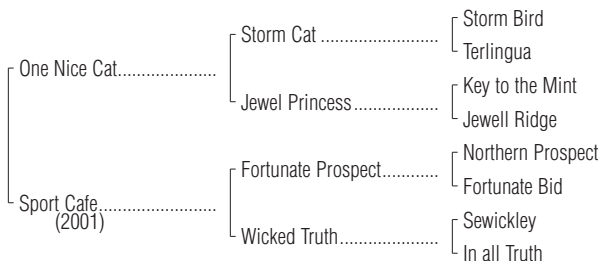 Storm Bird
Storm Cat ..............................
Terlingua
One Nice Cat.........................
Key to the Mint
Jewel Princess.....................
Jewell Ridge
Northern Prospect
Fortunate Prospect..............
Fortunate Bid
Sport Cafe..............................
(2001)
Sewickley
Wicked Truth.........................
In all Truth